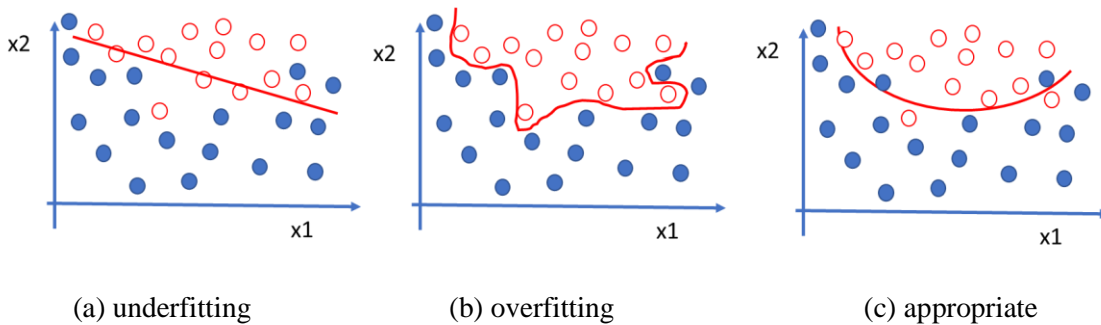 x2
x1
(a) underfitting
x2
x1
(b) overfitting
x2
x1
(c) appropriate